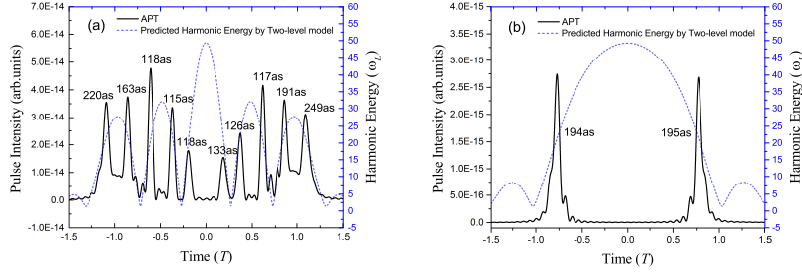 (a)
APT
Predicted Harmonic Energy by Two-level model
7.0E-14
6.0E-14
5.0E-14
4.0E-14
3.0E-14
2.0E-14
1.0E-14
0.0
-1.0E-14
Pulse Intensity (arb.units)
220as
163as
118as
115as
118as
133as
126as
117as
191as
249as
60
55
50
45
40
35
30
25
20
15
10
5
0
-5
Harmonic Energy ( ω_L )
-1.5 -1.0 -0.5 0.0 0.5 1.0 1.5
Time (T)
(b)
APT
Predicted Harmonic Energy by Two-level model
4.0E-15
3.5E-15
3.0E-15
2.5E-15
2.0E-15
1.5E-15
1.0E-15
5.0E-16
0.0
Pulse Intensity (arb.units)
194as
195as
60
55
50
45
40
35
30
25
20
15
10
5
0
-5
Harmonic Energy ( ω_L )
-1.5 -1.0 -0.5 0.0 0.5 1.0 1.5
Time (T)